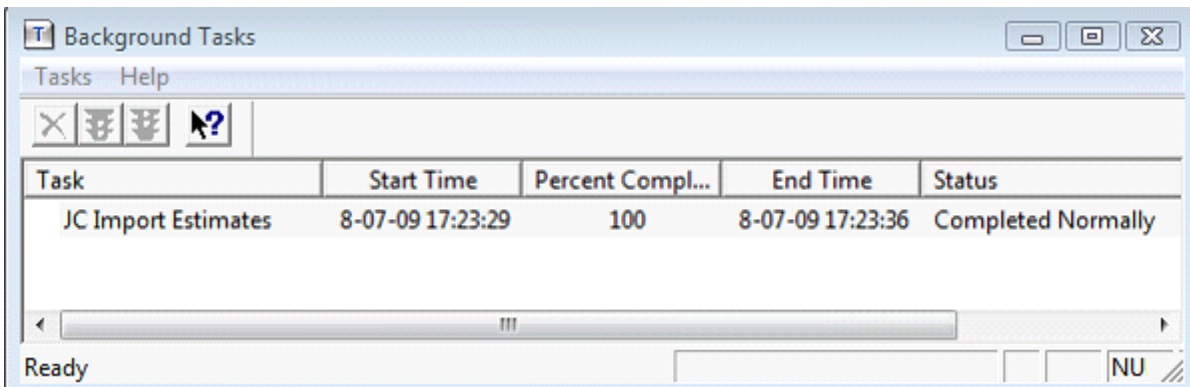 T Background Tasks
Tasks Help
?
Task Start Time Percent Compl... End Time Status
JC Import Estimates 8-07-09 17:23:29 100 8-07-09 17:23:36 Completed Normally
Ready NU